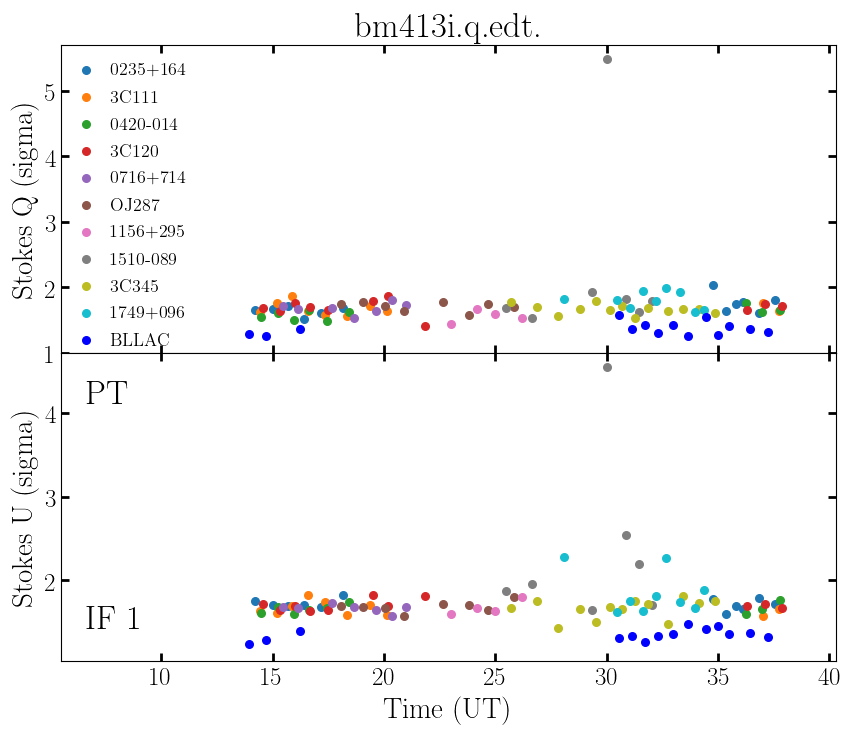 bm413i.q.edt.
Stokes Q (sigma)
5
4
3
2
1
0235+164
3C111
0420-014
3C120
0716+714
OJ287
1156+295
1510-089
3C345
1749+096
BLLAC
Stokes U (sigma)
4
3
2
PT
IF 1
10 15 20 25 30 35 40
Time (UT)